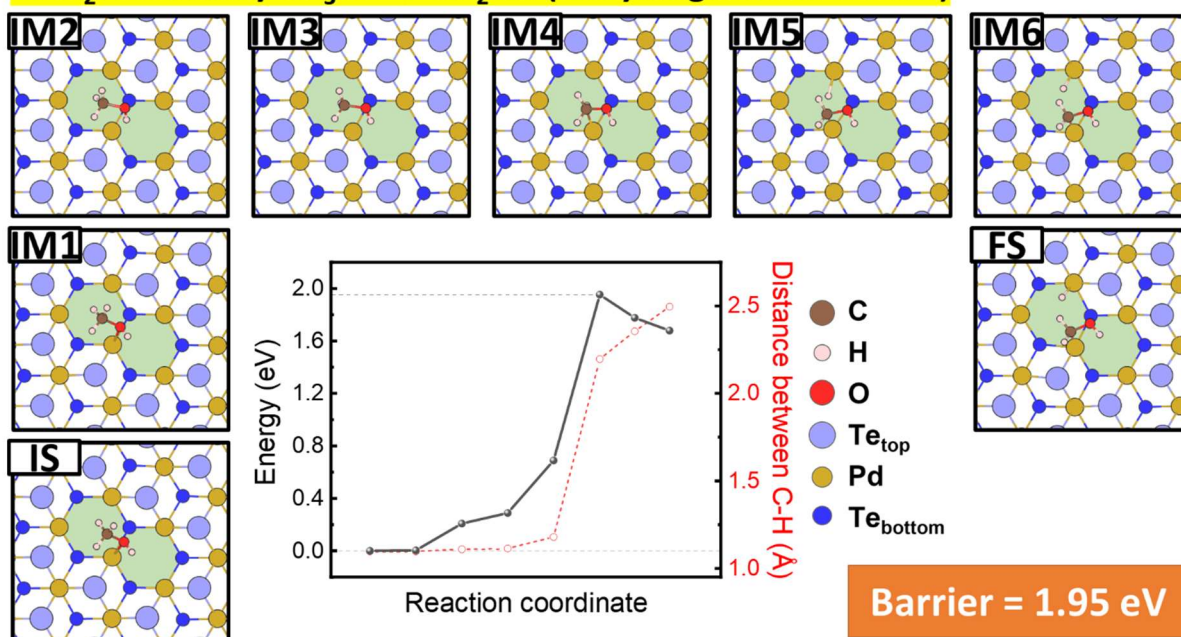 IM2 IM3 IM4 IM5 IM6
IM1
FS
IS
Energy (eV)
2.0
1.6
1.2
0.8
0.4
0.0
Reaction coordinate
Distance between C-H (Å)
2.5
2.0
1.5
1.0
C
H
O
Te_top
Pd
Te_bottom
Barrier = 1.95 eV